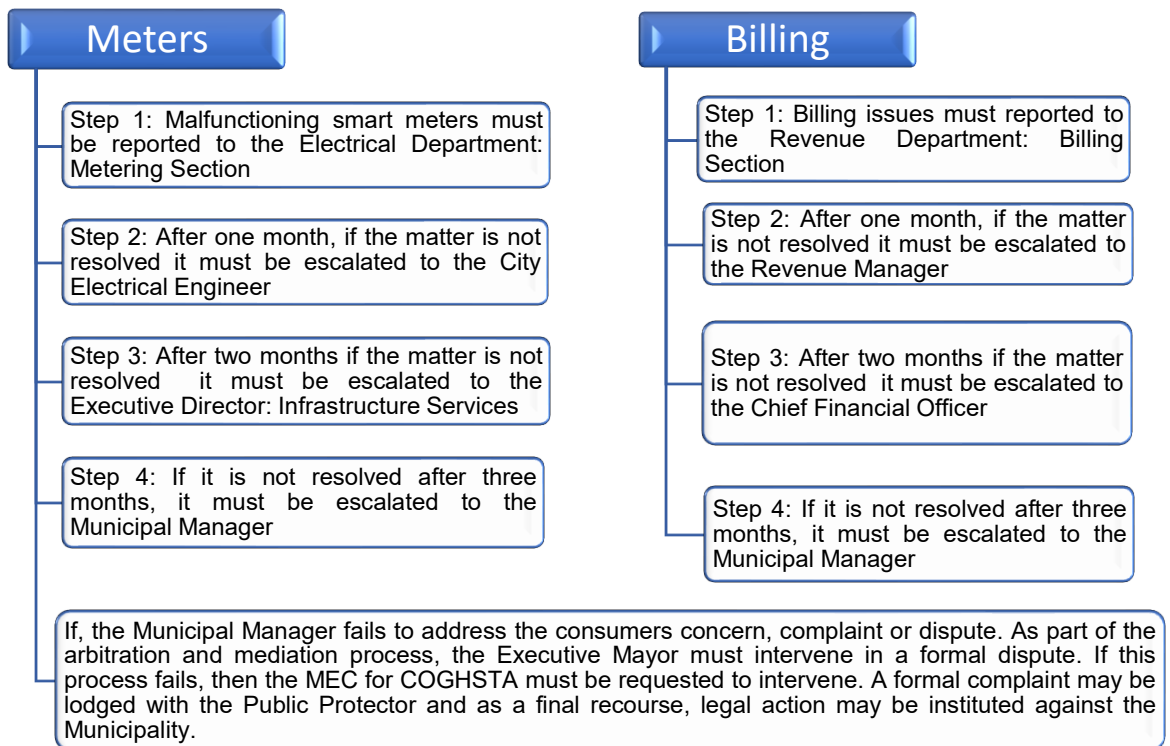 Meters
Step 1: Malfunctioning smart meters must
be reported to the Electrical Department:
Metering Section
Step 2: After one month, if the matter is not
resolved it must be escalated to the City
Electrical Engineer
Step 3: After two months if the matter is not
resolved it must be escalated to the
Executive Director: Infrastructure Services
Step 4: If it is not resolved after three
months, it must be escalated to the
Municipal Manager
Billing
Step 1: Billing issues must reported to
the Revenue Department: Billing
Section
Step 2: After one month, if the matter
is not resolved it must be escalated to
the Revenue Manager
Step 3: After two months if the matter
is not resolved it must be escalated to
the Chief Financial Officer
Step 4: If it is not resolved after three
months, it must be escalated to the
Municipal Manager
If, the Municipal Manager fails to address the consumers concern, complaint or dispute. As part of the
arbitration and mediation process, the Executive Mayor must intervene in a formal dispute. If this
process fails, then the MEC for COGHSTA must be requested to intervene. A formal complaint may be
lodged with the Public Protector and as a final recourse, legal action may be instituted against the
Municipality.